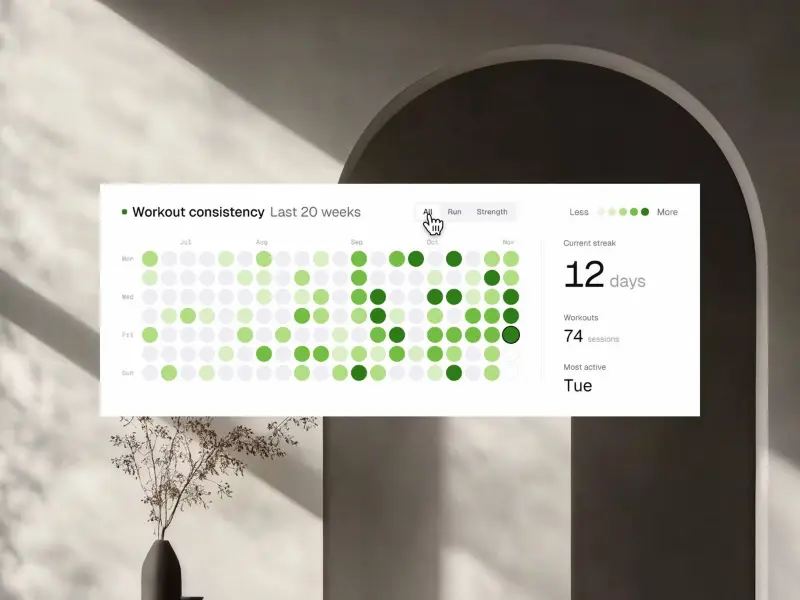 Workout consistency Last 20 weeks
All Run Strength
Less More
Jul Aug Sep Oct Nov
Mon
Wed
Fri
Sun
Current streak
12 days
Workouts
74 sessions
Most active
Tue